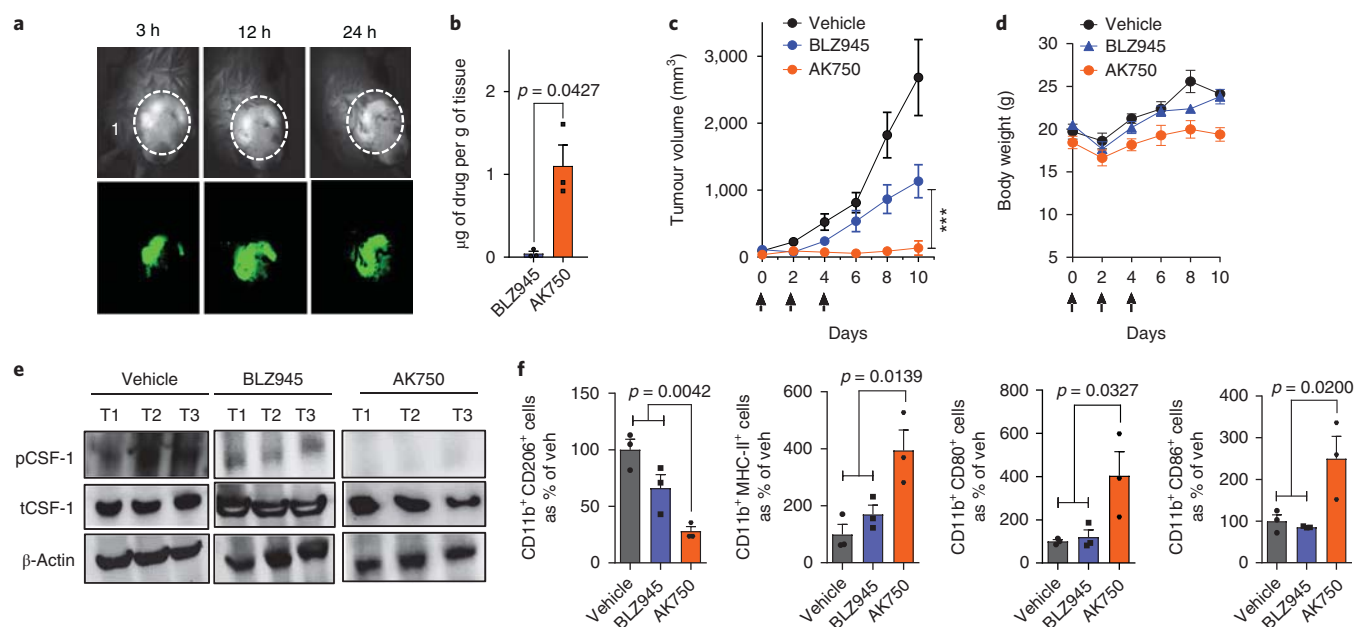 a
3 h
12 h
24 h
1
b
µg of drug per g of tissue
2
1
0
p = 0.0427
BLZ945
AK750
c
Vehicle
BLZ945
AK750
Tumour volume (mm³)
3,000
2,000
1,000
0
***
0 2 4 6 8 10
Days
d
Vehicle
BLZ945
AK750
Body weight (g)
30
25
20
15
10
5
0
0 2 4 6 8 10
Days
e
Vehicle
BLZ945
AK750
T1 T2 T3
T1 T2 T3
T1 T2 T3
pCSF-1
tCSF-1
β-Actin
f
CD11b⁺ CD206⁺ cells
as % of veh
150
100
50
0
p = 0.0042
Vehicle
BLZ945
AK750
CD11b⁺ MHC-II⁺ cells
as % of veh
600
400
200
0
p = 0.0139
Vehicle
BLZ945
AK750
CD11b⁺ CD80⁺ cells
as % of veh
800
600
400
200
0
p = 0.0327
Vehicle
BLZ945
AK750
CD11b⁺ CD86⁺ cells
as % of veh
400
300
200
100
0
p = 0.0200
Vehicle
BLZ945
AK750